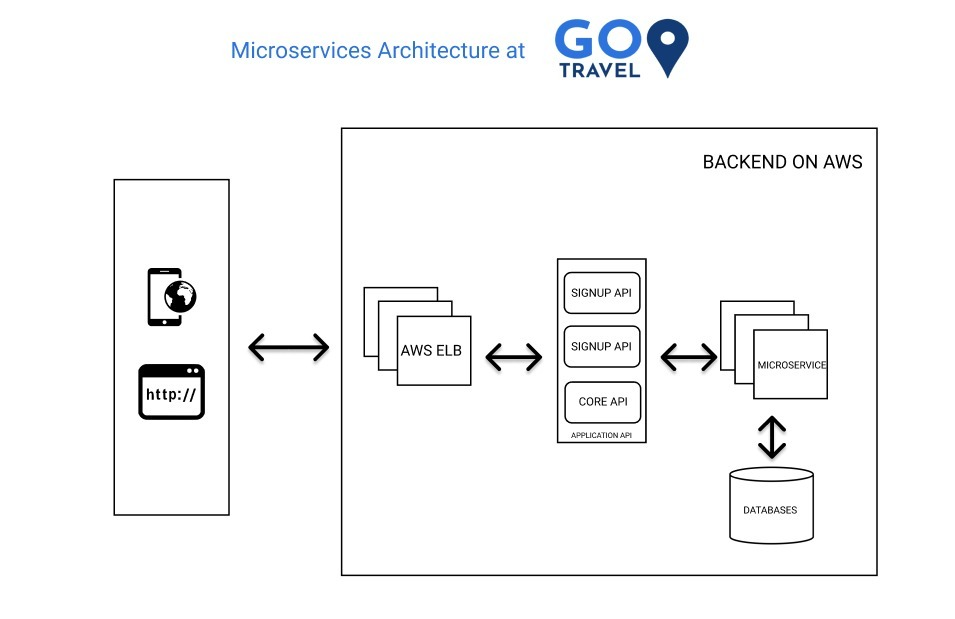 Microservices Architecture at
GO
TRAVEL
BACKEND ON AWS
http://
AWS ELB
SIGNUP API
SIGNUP API
CORE API
APPLICATION API
MICROSERVICE
DATABASES